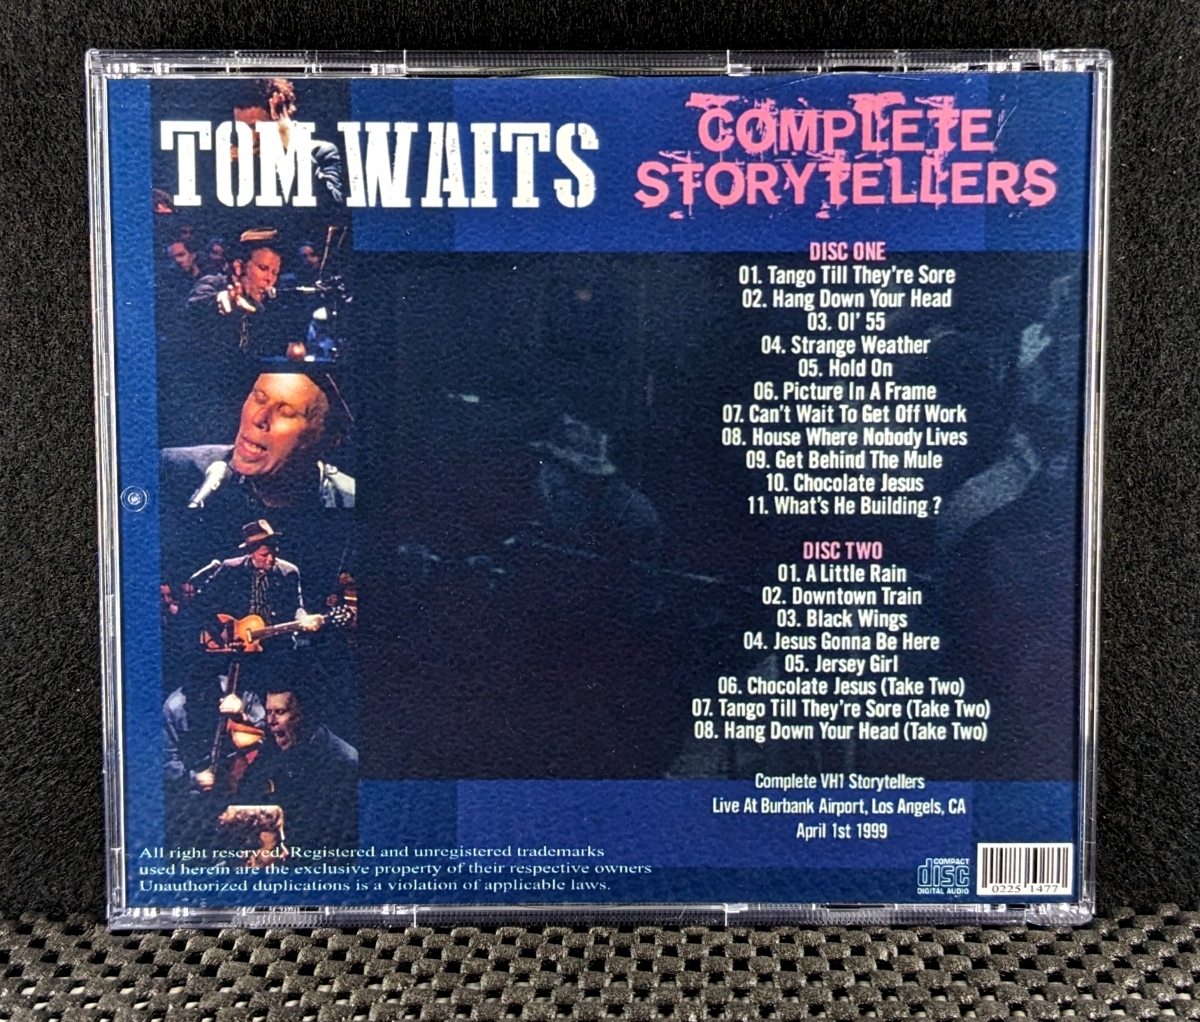 TOM WAITS
COMPLETE
STORYTELLERS
DISC ONE
01. Tango Till They're Sore
02. Hang Down Your Head
03. Ol' 55
04. Strange Weather
05. Hold On
06. Picture In A Frame
07. Can't Wait To Get Off Work
08. House Where Nobody Lives
09. Get Behind The Mule
10. Chocolate Jesus
11. What's He Building ?
DISC TWO
01. A Little Rain
02. Downtown Train
03. Black Wings
04. Jesus Gonna Be Here
05. Jersey Girl
06. Chocolate Jesus (Take Two)
07. Tango Till They're Sore (Take Two)
08. Hang Down Your Head (Take Two)
Complete VH1 Storytellers
Live At Burbank Airport, Los Angels, CA
April 1st 1999
All right reserved. Registered and unregistered trademarks
used herein are the exclusive property of their respective owners
Unauthorized duplications is a violation of applicable laws.
COMPACT
disc
DIGITAL AUDIO
0225 1477